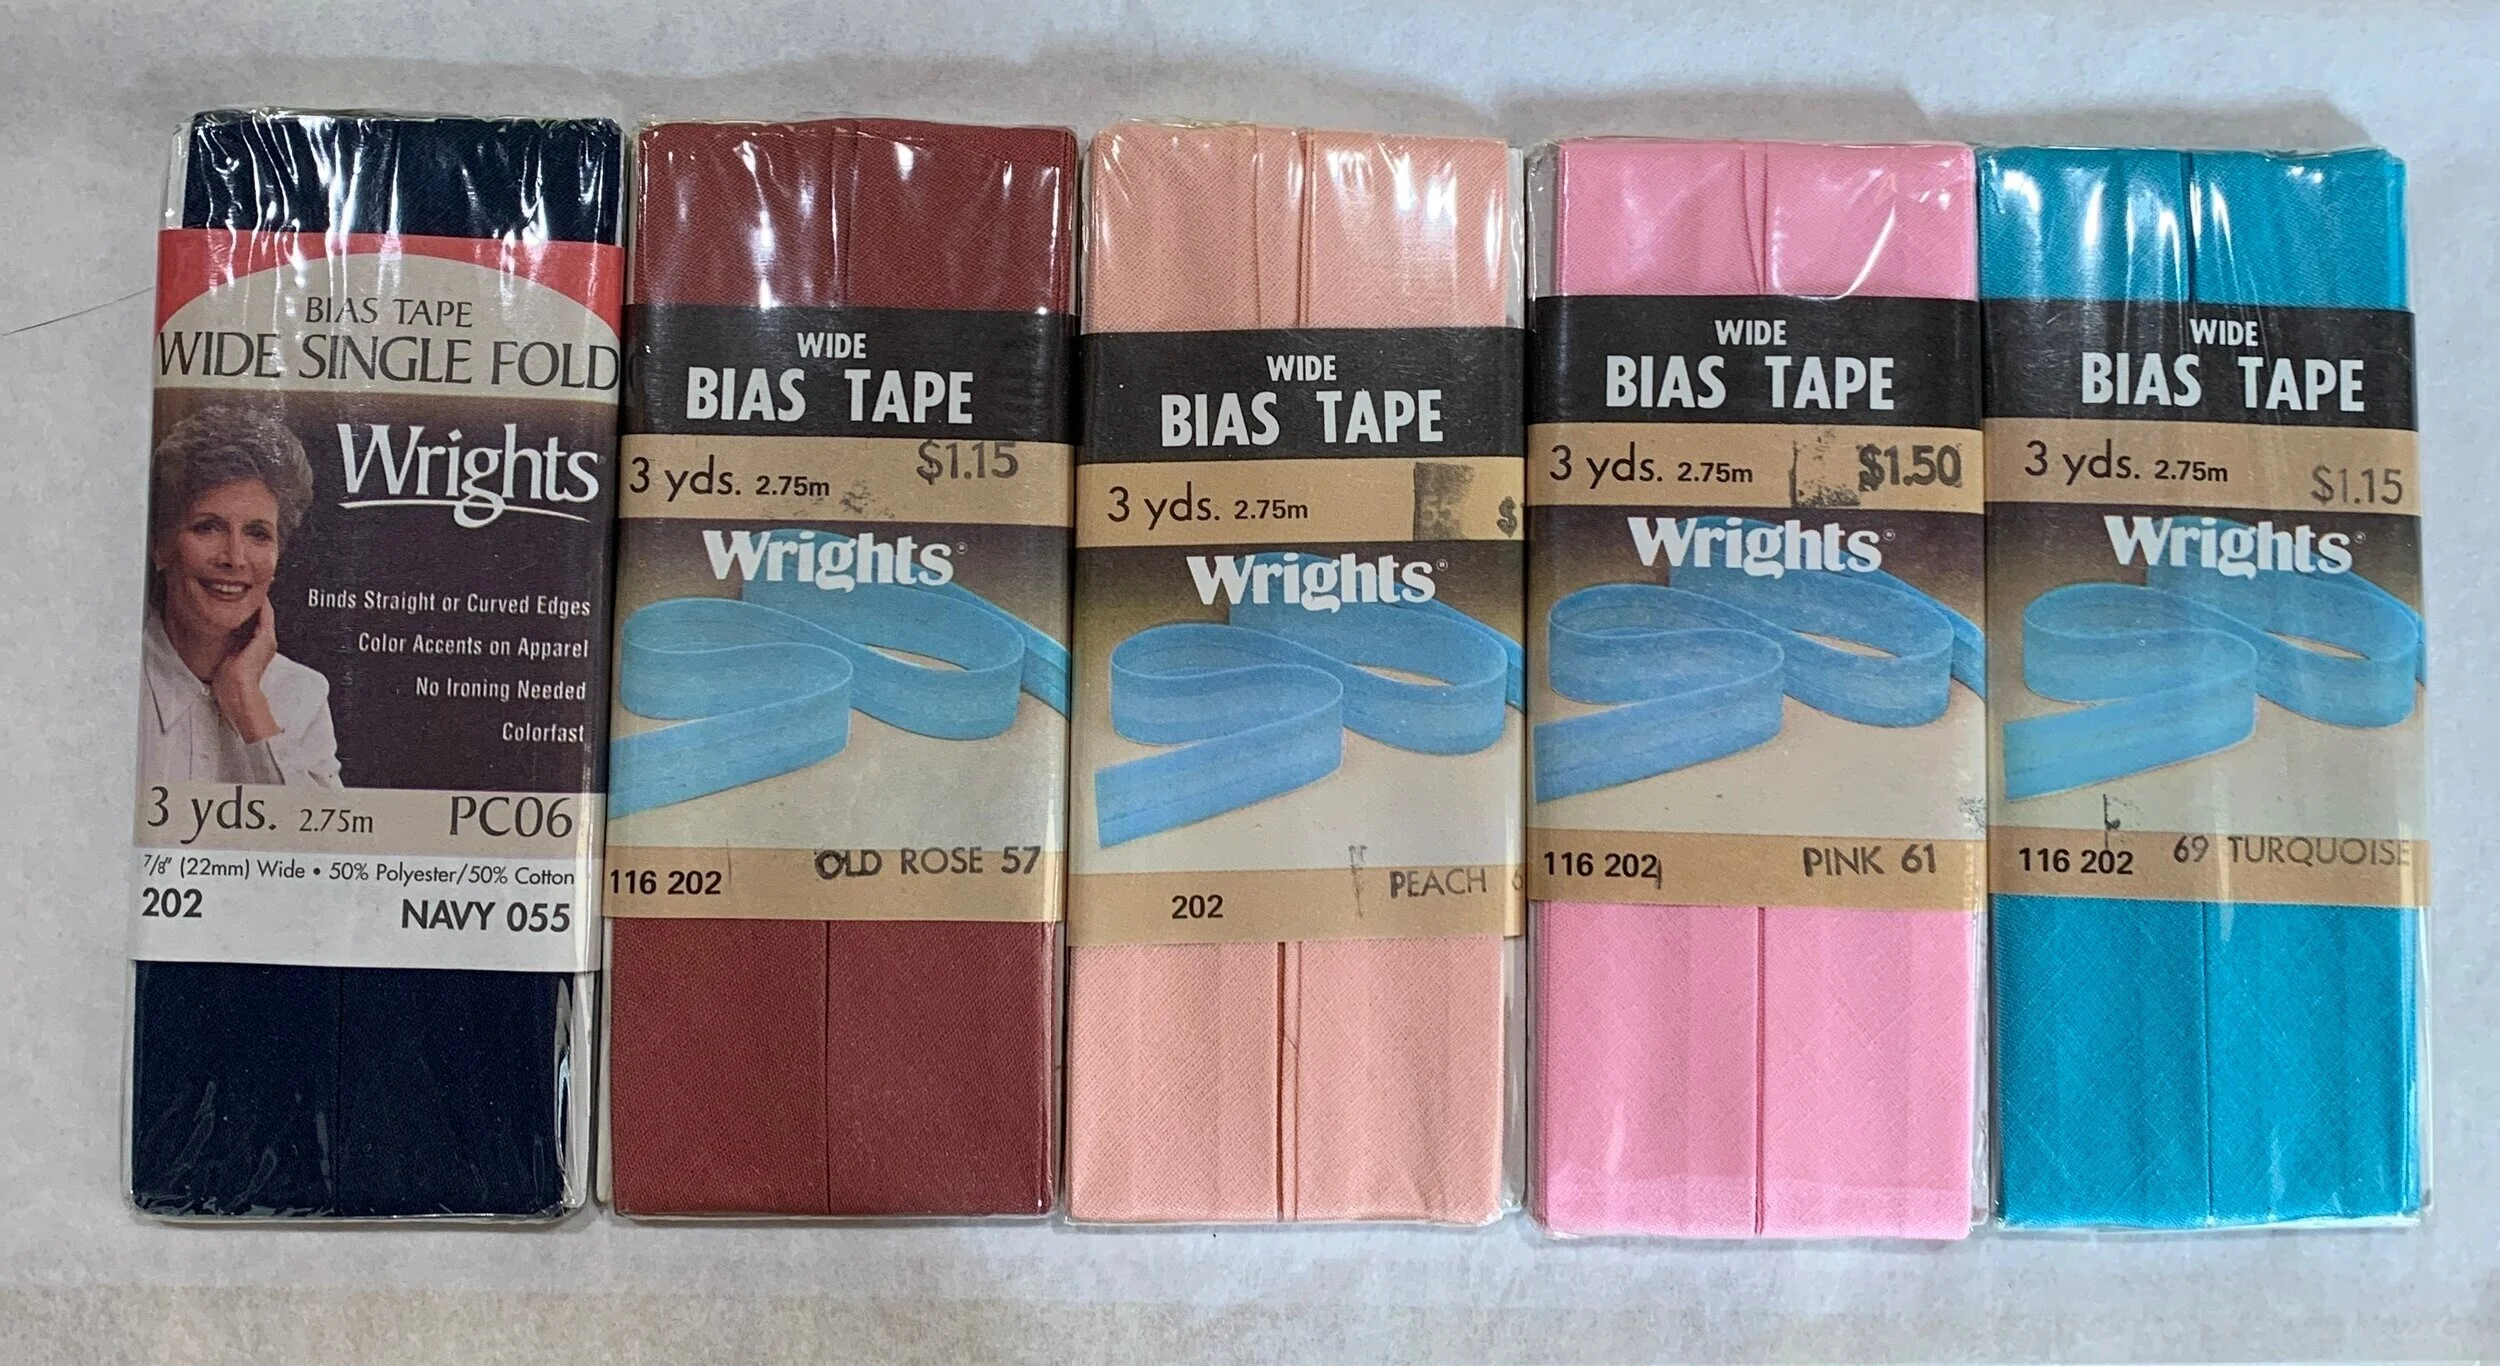 BIAS TAPE
WIDE SINGLE FOLD
Wrights
Binds Straight or Curved Edges
Color Accents on Apparel
No Ironing Needed
Colorfast
3 yds. 2.75m PC06
7/8" (22mm) Wide • 50% Polyester/50% Cotton
202 NAVY 055
WIDE
BIAS TAPE
3 yds. 2.75m $1.15
Wrights®
116 202 OLD ROSE 57
WIDE
BIAS TAPE
3 yds. 2.75m $
Wrights®
202 PEACH
WIDE
BIAS TAPE
3 yds. 2.75m $1.50
Wrights®
116 202 PINK 61
WIDE
BIAS TAPE
3 yds. 2.75m $1.15
Wrights®
116 202 69 TURQUOISE